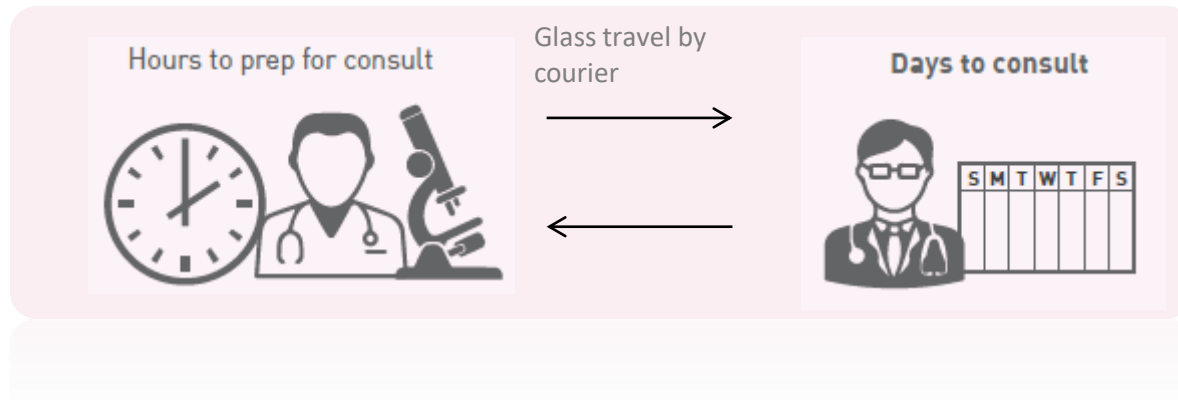 Hours to prep for consult
Glass travel by
courier
Days to consult
S M T W T F S